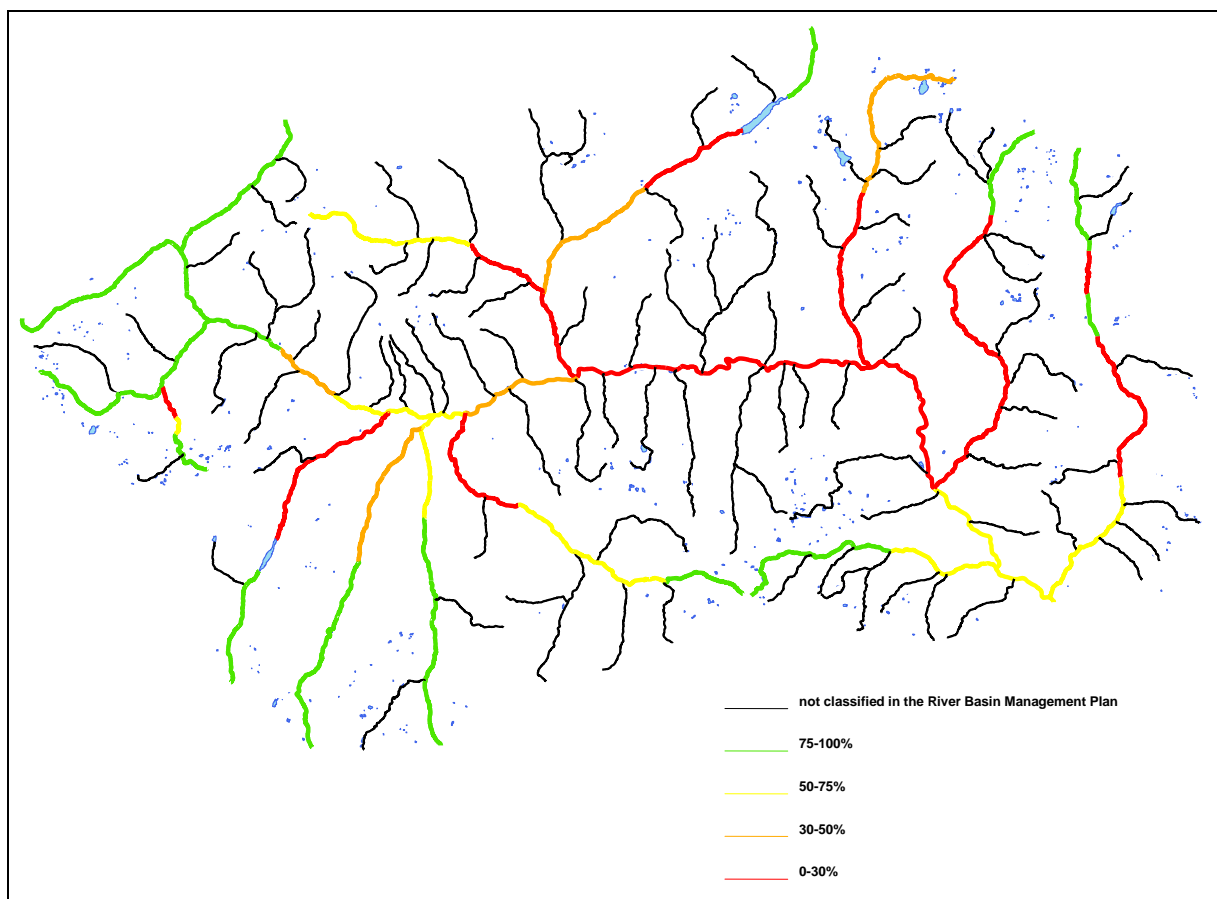 not classified in the River Basin Management Plan
75-100%
50-75%
30-50%
0-30%